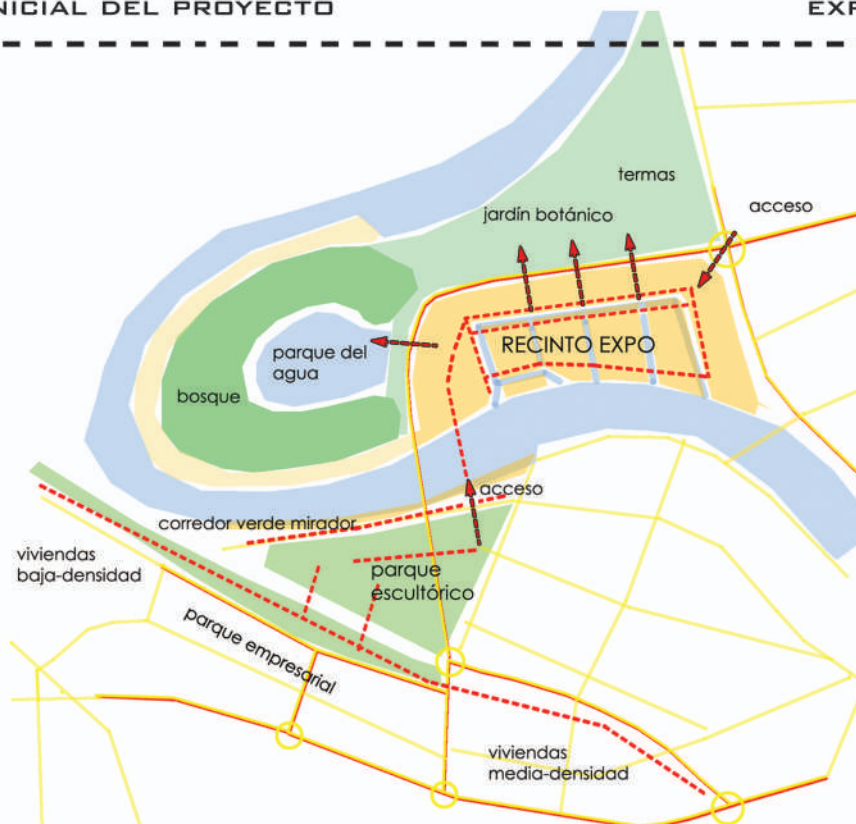 NICIAL DEL PROYECTO
EXP
termas
jardín botánico
acceso
RECINTO EXPO
parque del
agua
bosque
acceso
corredor verde mirador
viviendas
baja-densidad
parque
escultórico
parque empresarial
viviendas
media-densidad